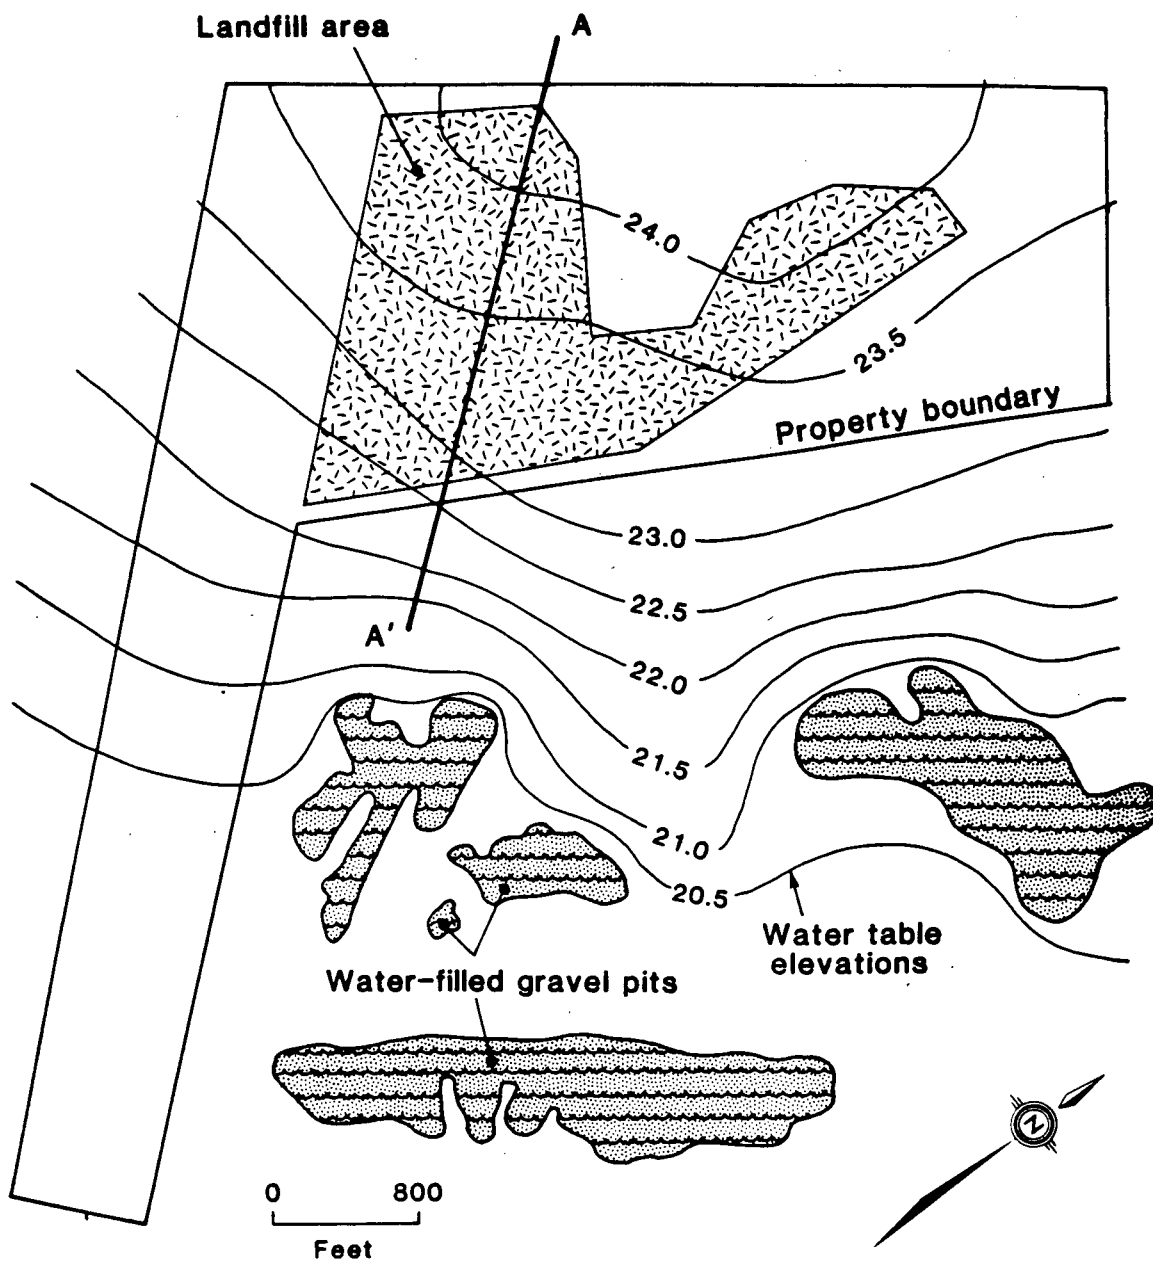 Landfill area
A
24.0
23.5
Property boundary
23.0
22.5
A'
22.0
21.5
21.0
20.5
Water table
elevations
Water-filled gravel pits
N
0 800
Feet